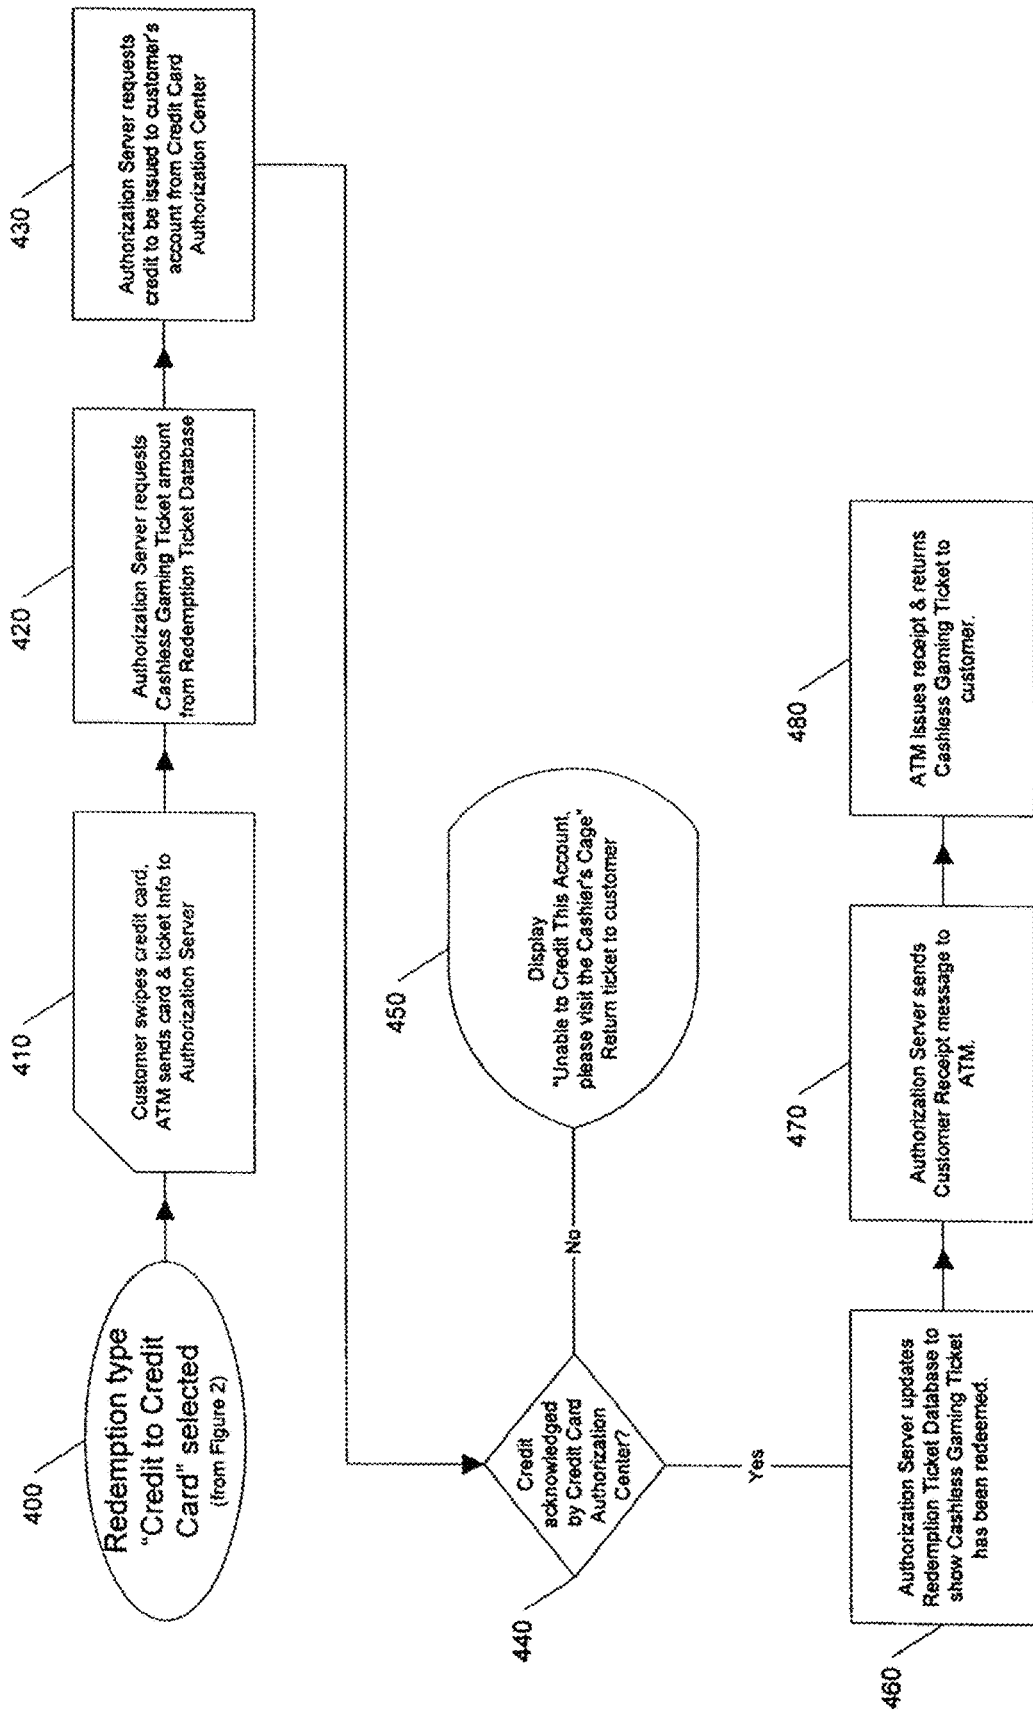 400
Redemption type
"Credit to Credit
Card" selected
(from Figure 2)
410
Customer swipes credit card,
ATM sends card & ticket info to
Authorization Server
420
Authorization Server requests
Cashless Gaming Ticket amount
from Redemption Ticket Database
430
Authorization Server requests
credit to be issued to customer's
account from Credit Card
Authorization Center
440
Credit
acknowledged
by Credit Card
Authorization
Center?
No
450
Display
"Unable to Credit This Account,
please visit the Cashier's Cage"
Return ticket to customer
Yes
460
Authorization Server updates
Redemption Ticket Database to
show Cashless Gaming Ticket
has been redeemed.
470
Authorization Server sends
Customer Receipt message to
ATM.
480
ATM issues receipt & returns
Cashless Gaming Ticket to
customer.